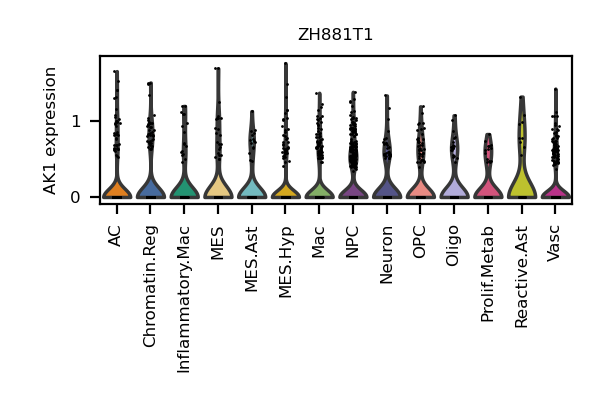 ZH881T1
AK1 expression
1
0
AC
Chromatin.Reg
Inflammatory.Mac
MES
MES.Ast
MES.Hyp
Mac
NPC
Neuron
OPC
Oligo
Prolif.Metab
Reactive.Ast
Vasc